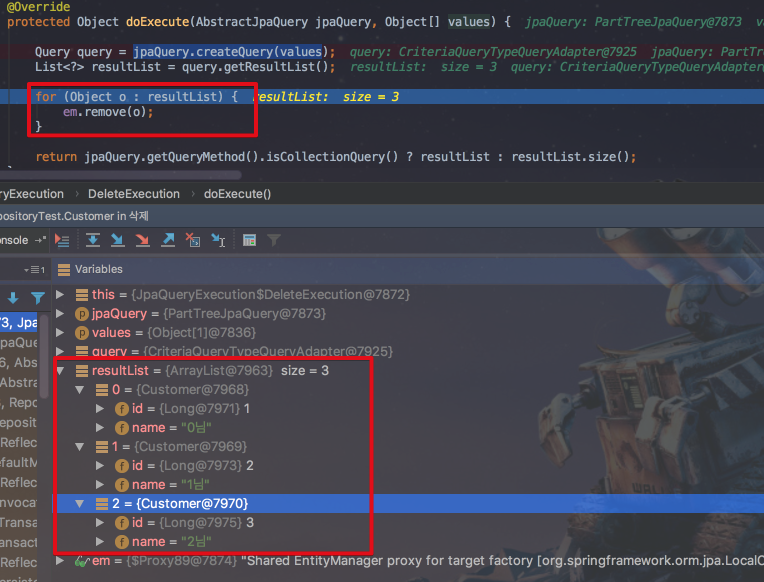 @Override
protected Object doExecute(AbstractJpaQuery jpaQuery, Object[] values) {  jpaQuery: PartTreeJpaQuery@7873  va
Query query = jpaQuery.createQuery(values);  query: CriteriaQueryTypeQueryAdapter@7925  jpaQuery: PartTr
List<?> resultList = query.getResultList();  resultList:  size = 3  query: CriteriaQueryTypeQueryAdapter
for (Object o : resultList) {  resultList:  size = 3
em.remove(o);
}
return jpaQuery.getQueryMethod().isCollectionQuery() ? resultList : resultList.size();
ryExecution  DeleteExecution  doExecute()
positoryTest.Customer in 삭제
onsole
1  Variables
this = {JpaQueryExecution$DeleteExecution@7872}
73, Jpa  p jpaQuery = {PartTreeJpaQuery@7873}
paQue  p values = {Object[1]@7836}
6, Abs  query = {CriteriaQueryTypeQueryAdapter@7925}
Abstra  resultList = {ArrayList@7963}  size = 3
, Repo  0 = {Customer@7968}
eposit  f id = {Long@7971} 1
Reflec  f name = "0님"
efaultM  1 = {Customer@7969}
Reflec  f id = {Long@7973} 2
f name = "1님"
nvocat  2 = {Customer@7970}
Transa  f id = {Long@7975} 3
ansact  f name = "2님"
Reflec  em = {$Proxy89@7874} "Shared EntityManager proxy for target factory [org.springframework.orm.jpa.LocalC